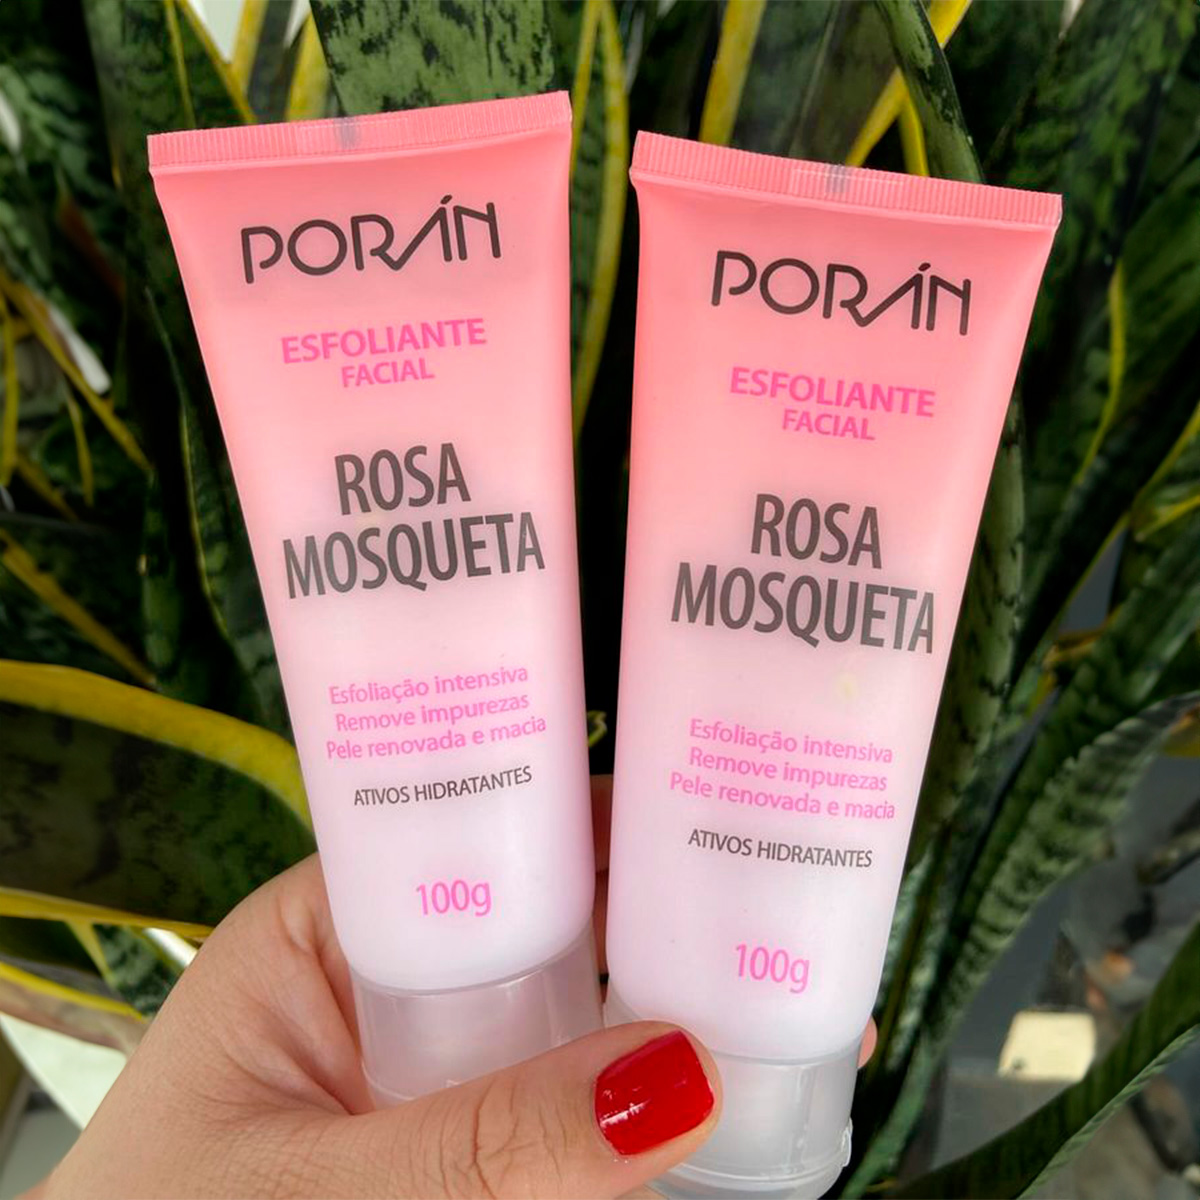 PORÁN
ESFOLIANTE
FACIAL
ROSA
MOSQUETA
Esfoliação intensiva
Remove impurezas
Pele renovada e macia
ATIVOS HIDRATANTES
100g
PORÁN
ESFOLIANTE
FACIAL
ROSA
MOSQUETA
Esfoliação intensiva
Remove impurezas
Pele renovada e macia
ATIVOS HIDRATANTES
100g